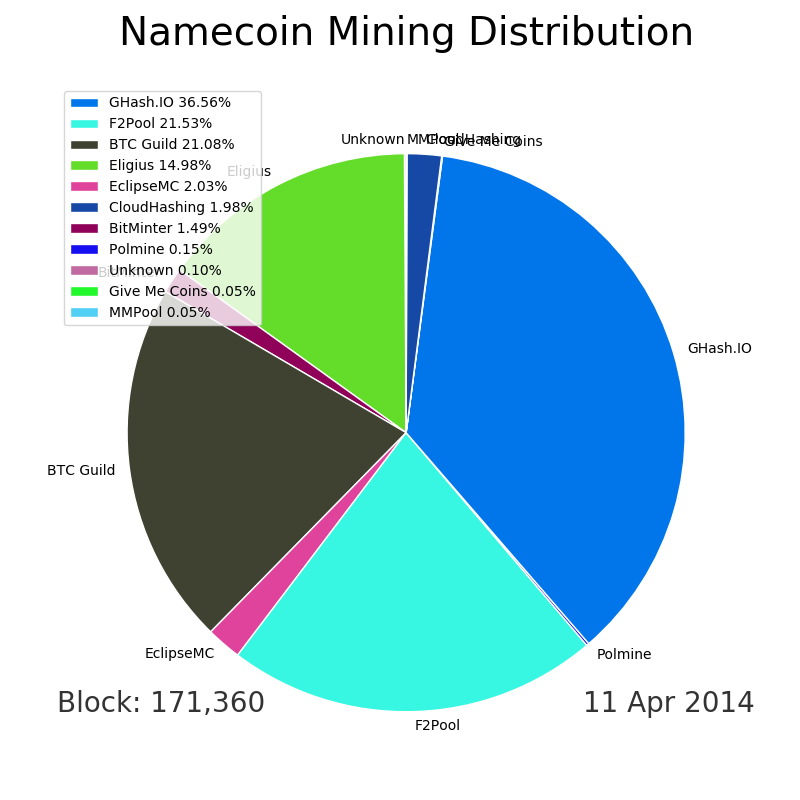 Namecoin Mining Distribution
GHash.IO 36.56%
F2Pool 21.53%
BTC Guild 21.08%
Eligius 14.98%
EclipseMC 2.03%
CloudHashing 1.98%
BitMinter 1.49%
Polmine 0.15%
Unknown 0.10%
Give Me Coins 0.05%
MMPool 0.05%
Unknown
MMPool
CloudHashing
Give Me Coins
Eligius
GHash.IO
BTC Guild
EclipseMC
Polmine
F2Pool
Block: 171,360
11 Apr 2014